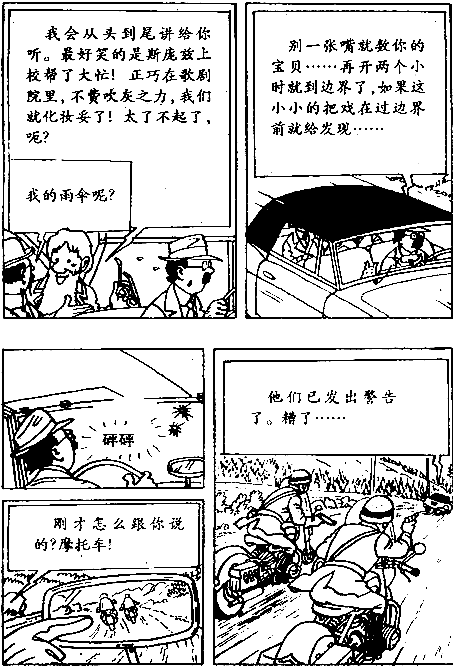 我会从头到尾讲给你
听。最好笑的是斯庞兹上
校帮了大忙！正巧在歌剧
院里，不费吹灰之力，我们
就化妆妥了！太了不起了，
呃？
我的雨伞呢？
别一张嘴就数你的
宝贝……再开两个小
时就到边界了，如果这
小小的把戏在过边界
前就给发现……
砰砰
刚才怎么跟你说
的？摩托车！
他们已发出警告
了。糟了……